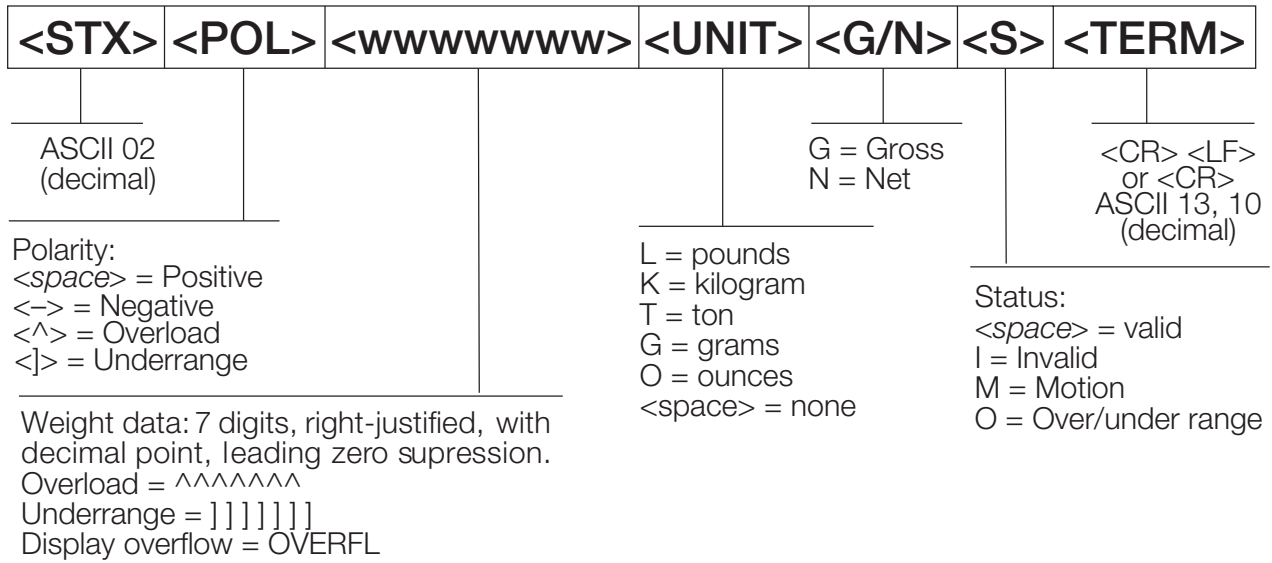 <STX> <POL> <wwwwwww> <UNIT> <G/N> <S> <TERM>
ASCII 02
(decimal)
Polarity:
<space> = Positive
<–> = Negative
<^> = Overload
<]> = Underrange
Weight data: 7 digits, right-justified, with
decimal point, leading zero supression.
Overload = ^^^^^^^
Underrange = ] ] ] ] ] ] ]
Display overflow = OVERFL
L = pounds
K = kilogram
T = ton
G = grams
O = ounces
<space> = none
G = Gross
N = Net
Status:
<space> = valid
I = Invalid
M = Motion
O = Over/under range
<CR> <LF>
or <CR>
ASCII 13, 10
(decimal)